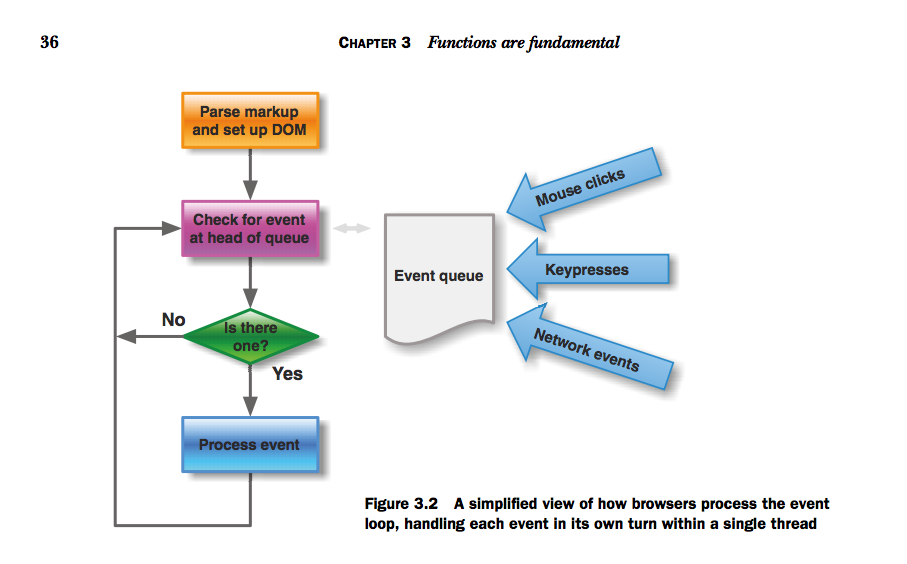 36
CHAPTER 3 Functions are fundamental
Parse markup
and set up DOM
Check for event
at head of queue
Is there
one?
No
Yes
Process event
Event queue
Mouse clicks
Keypresses
Network events
Figure 3.2 A simplified view of how browsers process the event
loop, handling each event in its own turn within a single thread